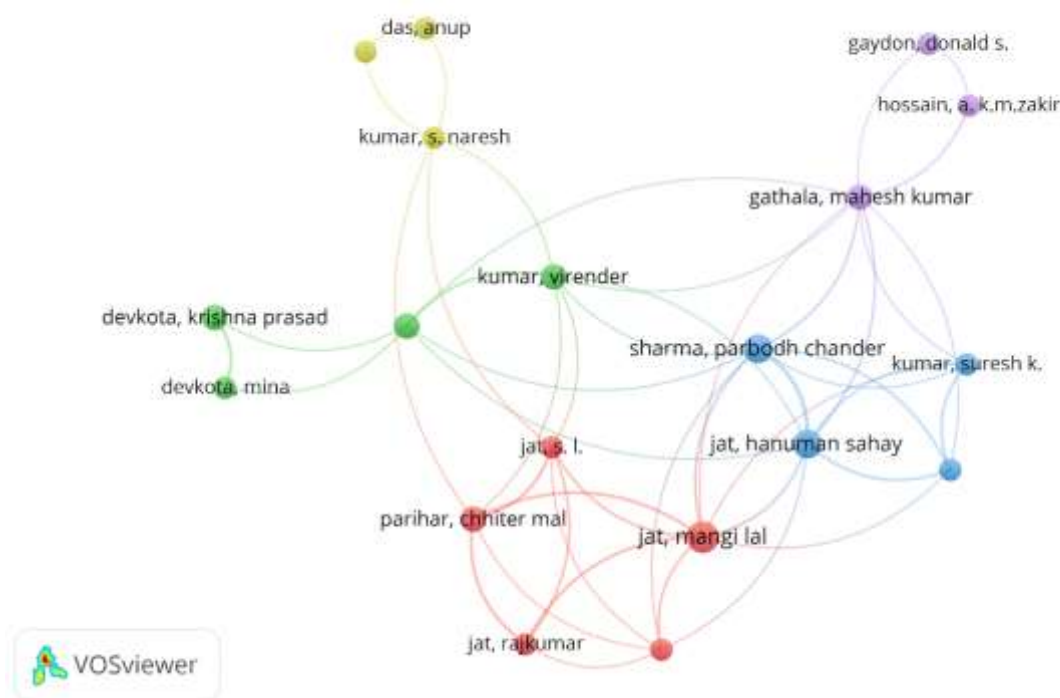 das, anup
gaydon, donald s.
hossain, a. k.m.zakir
kumar, s. naresh
gathala, mahesh kumar
kumar, virender
devkota, krishna prasad
sharma, parbodh chander
kumar, suresh k.
devkota, mina
jat, s. l.
jat, hanuman sahay
parihar, chhiter mal
jat, mangi lal
jat, rajkumar
VOSviewer